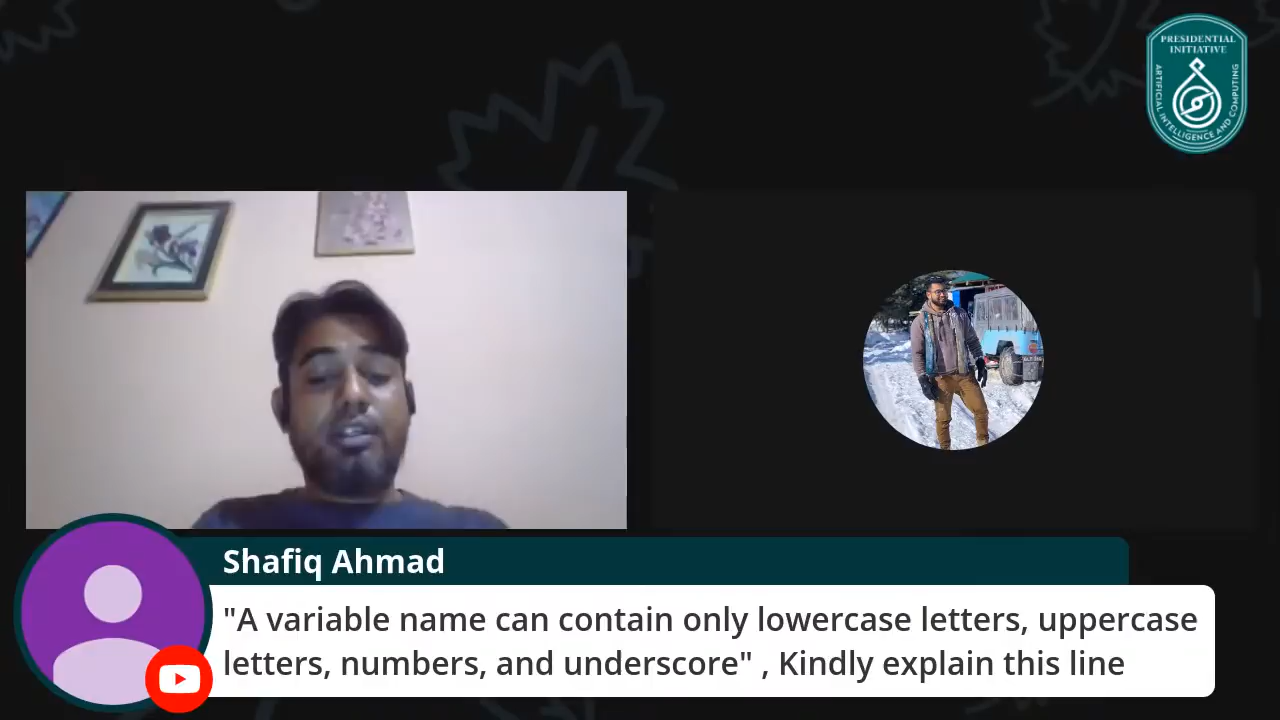 PRESIDENTIAL
INITIATIVE
ARTIFICIAL INTELLIGENCE AND COMPUTING
Shafiq Ahmad
"A variable name can contain only lowercase letters, uppercase
letters, numbers, and underscore" , Kindly explain this line